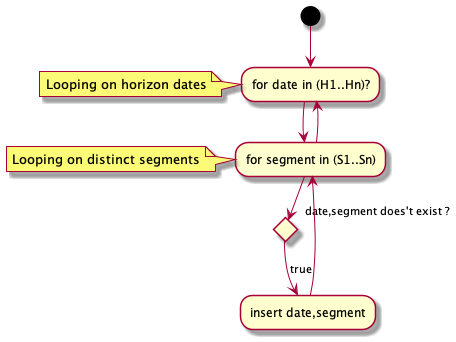 Looping on horizon dates
for date in (H1..Hn)?
Looping on distinct segments
for segment in (S1..Sn)
date,segment does't exist ?
true
insert date,segment